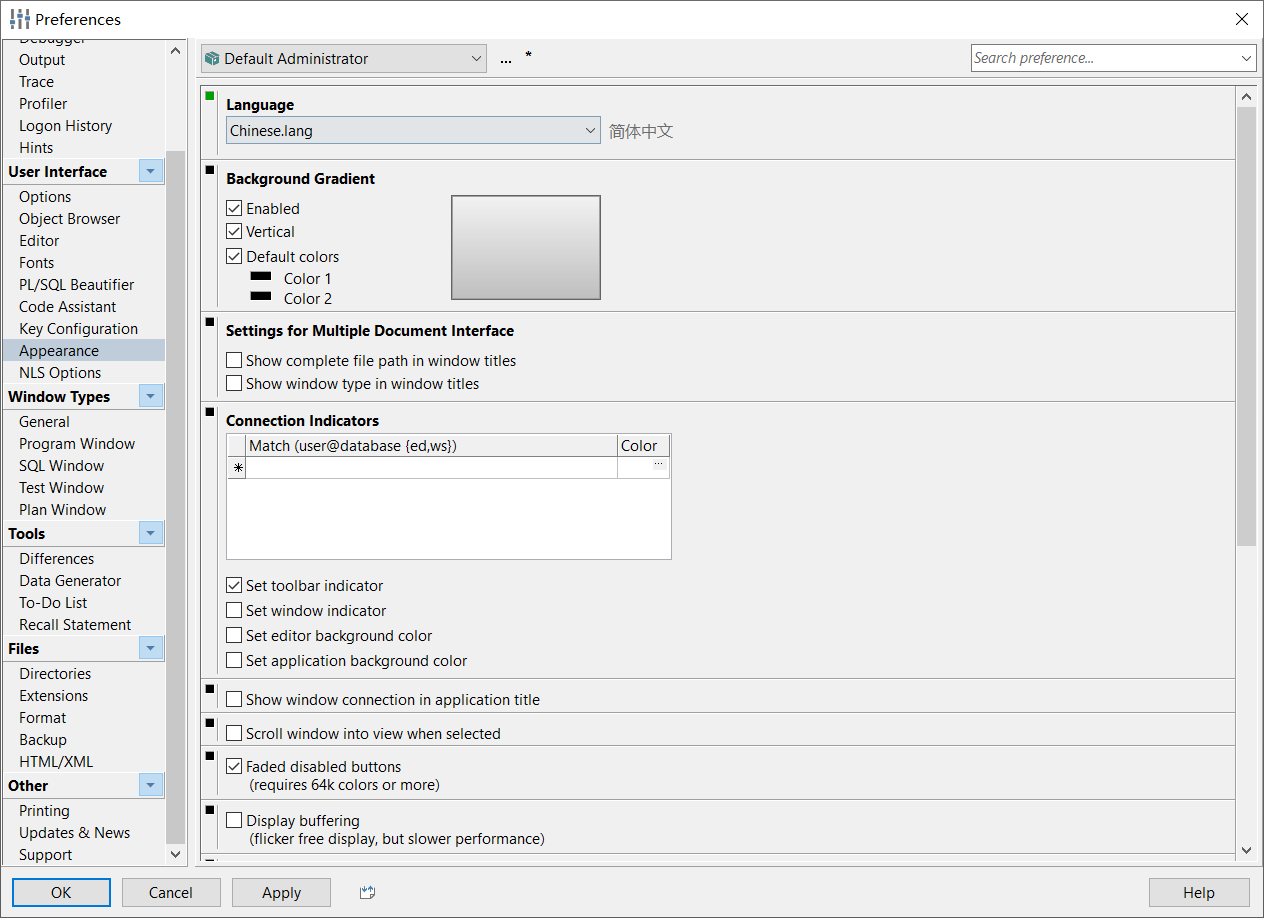 Preferences
Debugger
Output
Trace
Profiler
Logon History
Hints
User Interface
Options
Object Browser
Editor
Fonts
PL/SQL Beautifier
Code Assistant
Key Configuration
Appearance
NLS Options
Window Types
General
Program Window
SQL Window
Test Window
Plan Window
Tools
Differences
Data Generator
To-Do List
Recall Statement
Files
Directories
Extensions
Format
Backup
HTML/XML
Other
Printing
Updates & News
Support
Default Administrator ... *
Search preference...
Language
Chinese.lang 简体中文
Background Gradient
Enabled
Vertical
Default colors
Color 1
Color 2
Settings for Multiple Document Interface
Show complete file path in window titles
Show window type in window titles
Connection Indicators
Match (user@database {ed,ws}) Color
* ...
Set toolbar indicator
Set window indicator
Set editor background color
Set application background color
Show window connection in application title
Scroll window into view when selected
Faded disabled buttons
(requires 64k colors or more)
Display buffering
(flicker free display, but slower performance)
OK Cancel Apply Help